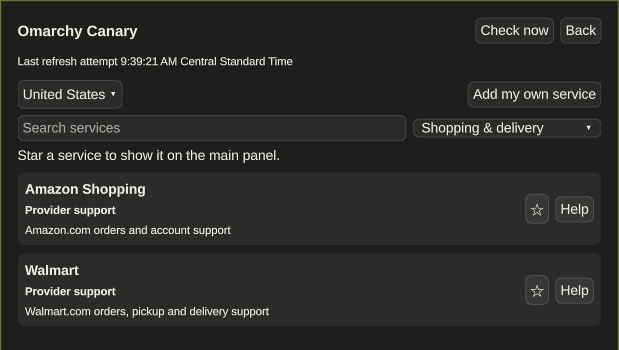 Omarchy Canary
Check now
Back
Last refresh attempt 9:39:21 AM Central Standard Time
United States
Add my own service
Search services
Shopping & delivery
Star a service to show it on the main panel.
Amazon Shopping
Provider support
Amazon.com orders and account support
☆
Help
Walmart
Provider support
Walmart.com orders, pickup and delivery support
☆
Help